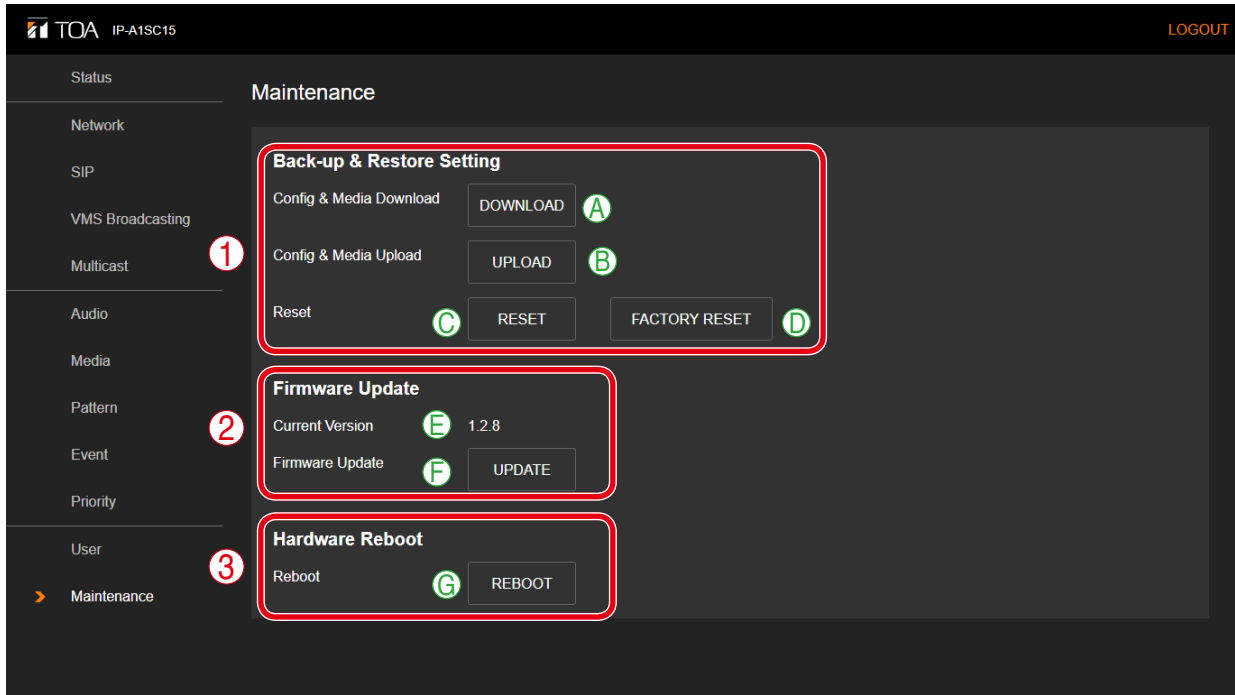 TOA IP-A1SC15 LOGOUT
Status
Network
SIP
VMS Broadcasting
Multicast
Audio
Media
Pattern
Event
Priority
User
Maintenance
Maintenance
1
Back-up & Restore Setting
Config & Media Download DOWNLOAD A
Config & Media Upload UPLOAD B
Reset C RESET FACTORY RESET D
2
Firmware Update
Current Version E 1.2.8
Firmware Update F UPDATE
3
Hardware Reboot
Reboot G REBOOT